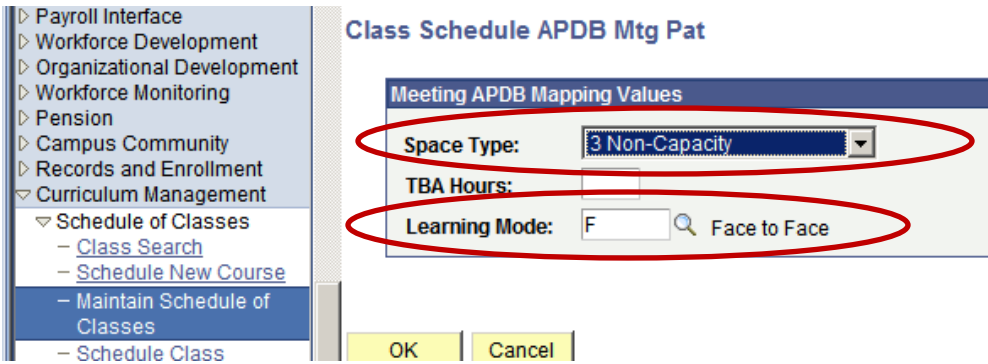 Payroll Interface
Workforce Development
Organizational Development
Workforce Monitoring
Pension
Campus Community
Records and Enrollment
Curriculum Management
Schedule of Classes
– Class Search
– Schedule New Course
– Maintain Schedule of
Classes
– Schedule Class
Class Schedule APDB Mtg Pat
Meeting APDB Mapping Values
Space Type: 3 Non-Capacity
TBA Hours:
Learning Mode: F Face to Face
OK Cancel